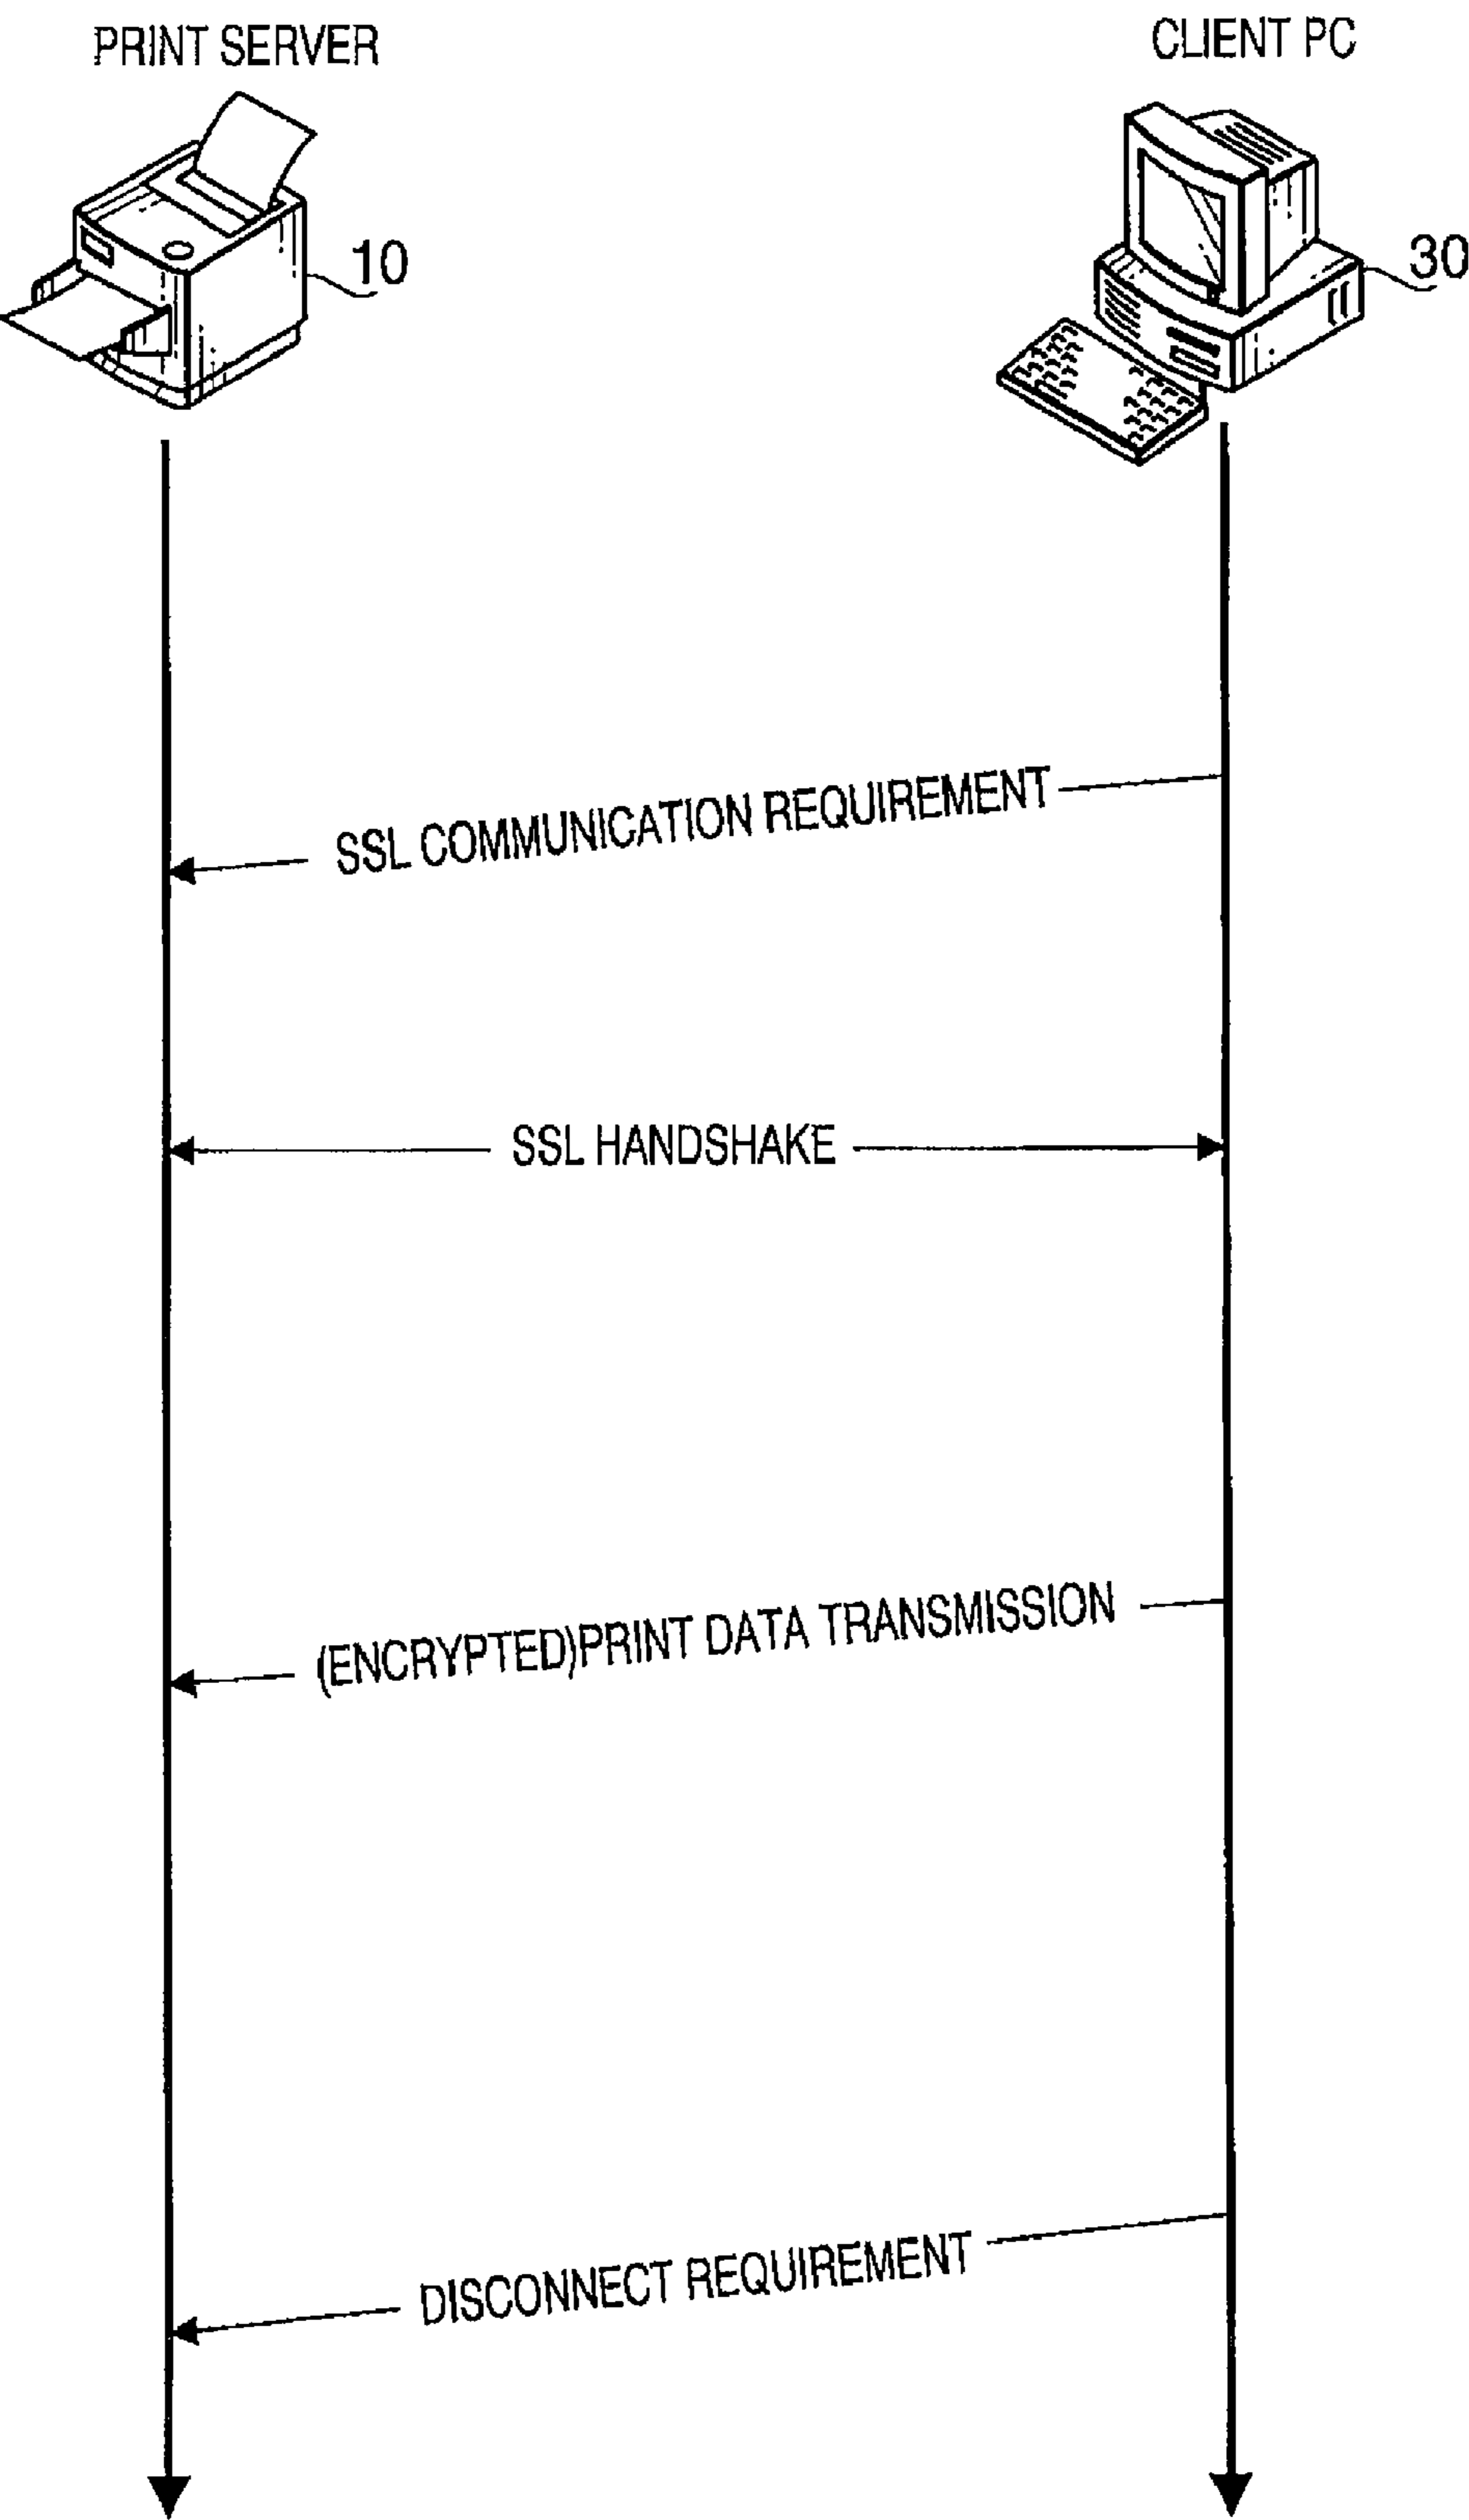 PRINT SERVER
CLIENT PC
10
30
SSL COMMUNICATION REQUIREMENT
SSL HANDSHAKE
(ENCRYPTED)PRINT DATA TRANSMISSION
DISCONNECT REQUIREMENT